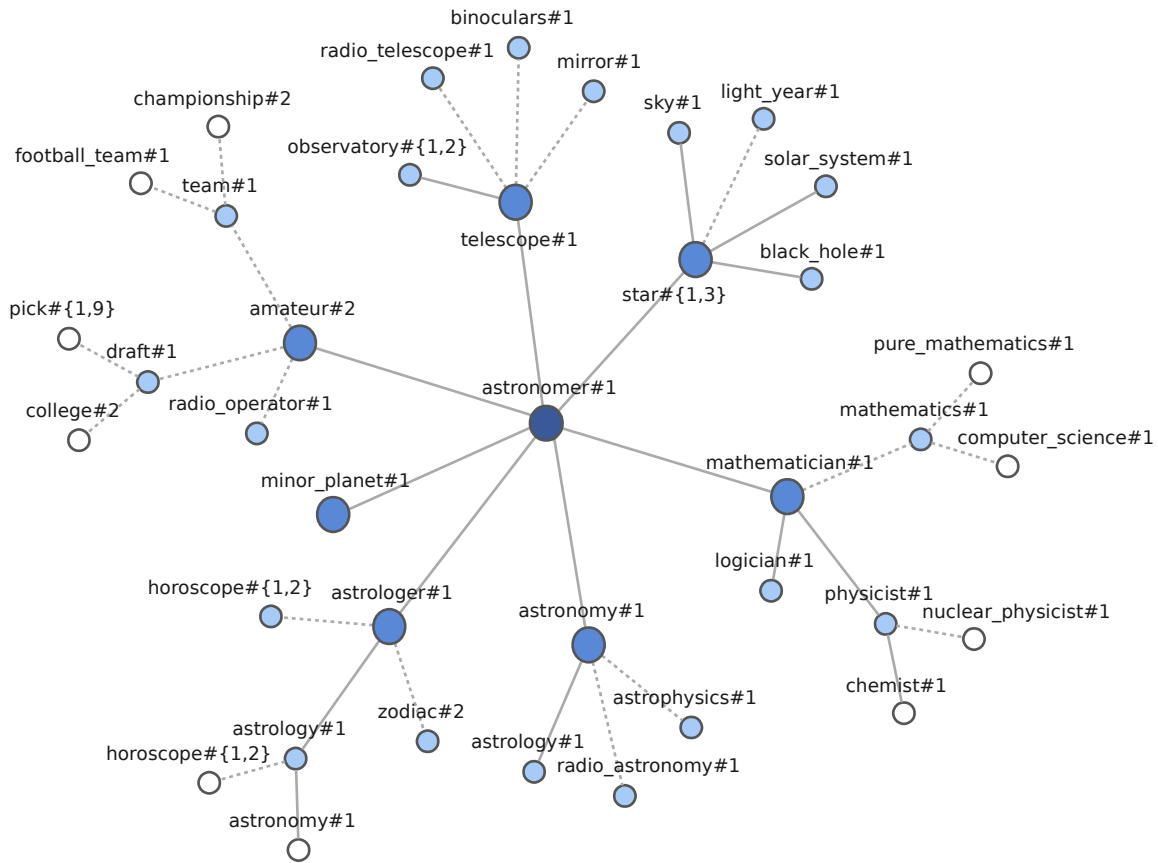 binoculars#1
radio_telescope#1
mirror#1
championship#2
sky#1
light_year#1
football_team#1
observatory#{1,2}
solar_system#1
team#1
telescope#1
black_hole#1
star#{1,3}
pick#{1,9}
amateur#2
draft#1
pure_mathematics#1
college#2
radio_operator#1
astronomer#1
mathematics#1
computer_science#1
minor_planet#1
mathematician#1
logician#1
horoscope#{1,2}
astrologer#1
astronomy#1
physicist#1
nuclear_physicist#1
chemist#1
astrophysics#1
zodiac#2
astrology#1
astrology#1
horoscope#{1,2}
radio_astronomy#1
astronomy#1